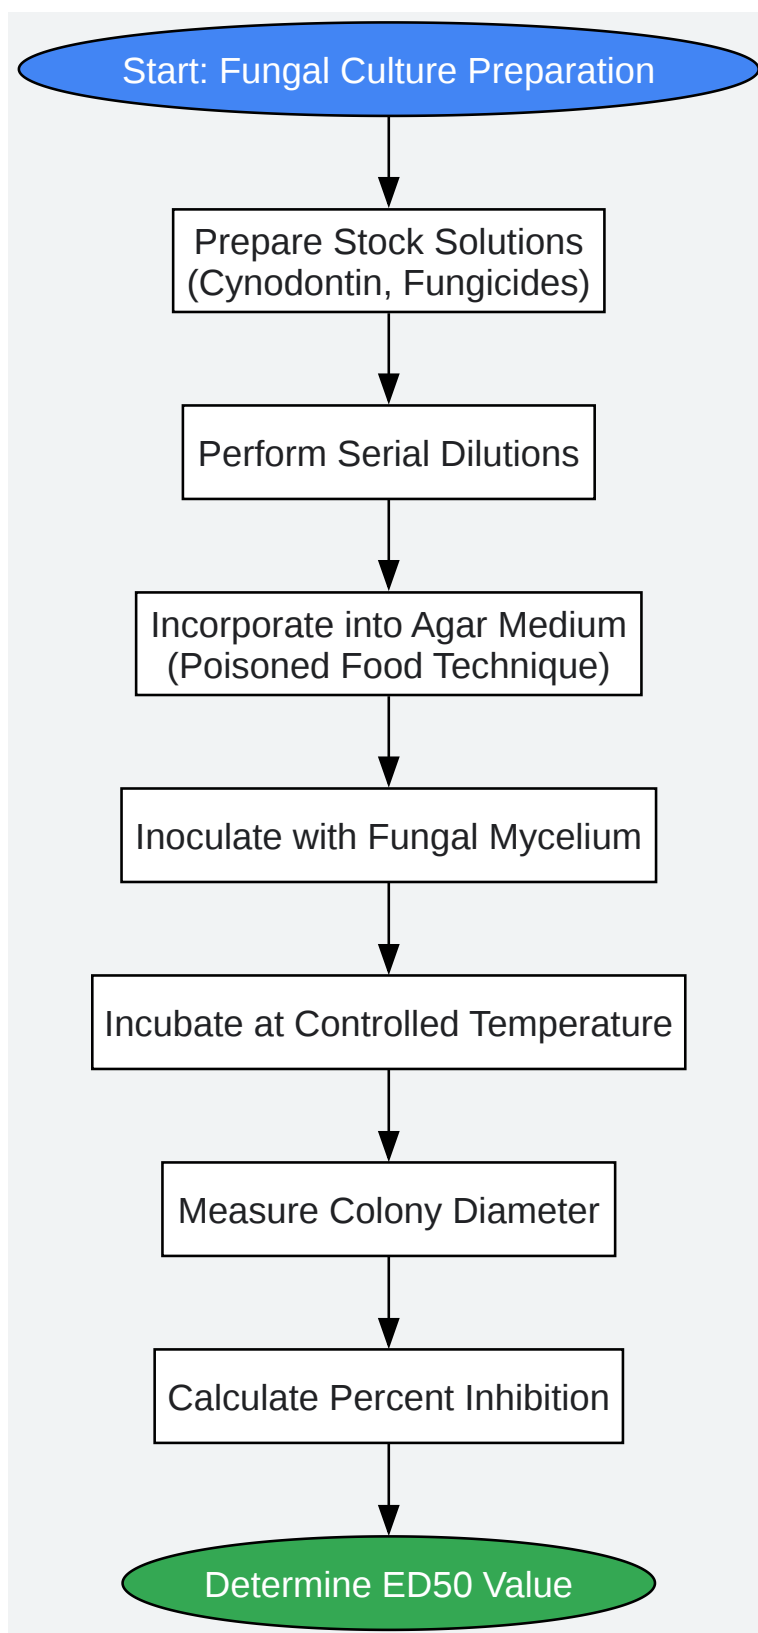 Start: Fungal Culture Preparation
Prepare Stock Solutions
(Cynodontin, Fungicides)
Perform Serial Dilutions
Incorporate into Agar Medium
(Poisoned Food Technique)
Inoculate with Fungal Mycelium
Incubate at Controlled Temperature
Measure Colony Diameter
Calculate Percent Inhibition
Determine ED50 Value